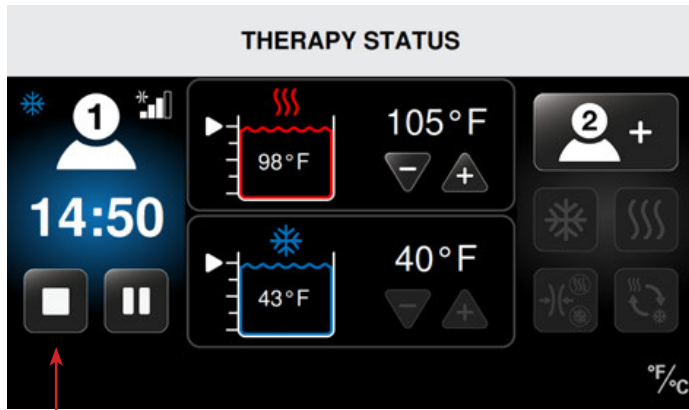 THERAPY STATUS
1
14:50
98°F
105°F
- +
43°F
40°F
- +
2 +
°F/°C